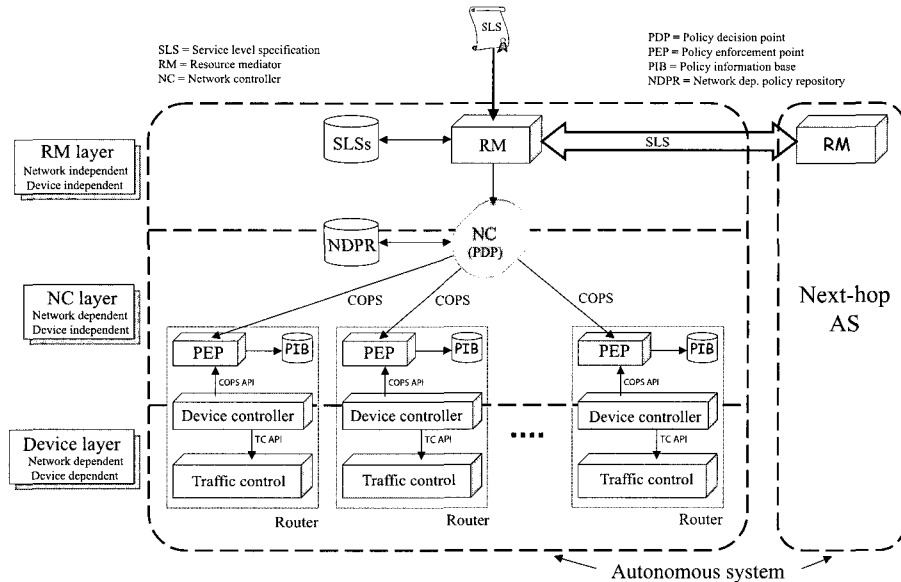 SLS
SLS = Service level specification
RM = Resource mediator
NC = Network controller
PDP = Policy decision point
PEP = Policy enforcement point
PIB = Policy information base
NDPR = Network dep. policy repository
RM layer
Network independent
Device independent
SLSs
RM
SLS
RM
NDPR
NC
(PDP)
NC layer
Network dependent
Device independent
COPS
COPS
COPS
Next-hop
AS
PEP
PIB
PEP
PIB
PEP
PIB
COPS API
COPS API
COPS API
Device controller
Device controller
Device controller
Device layer
Network dependent
Device dependent
TC API
TC API
TC API
Traffic control
Traffic control
Traffic control
Router
Router
Router
Autonomous system